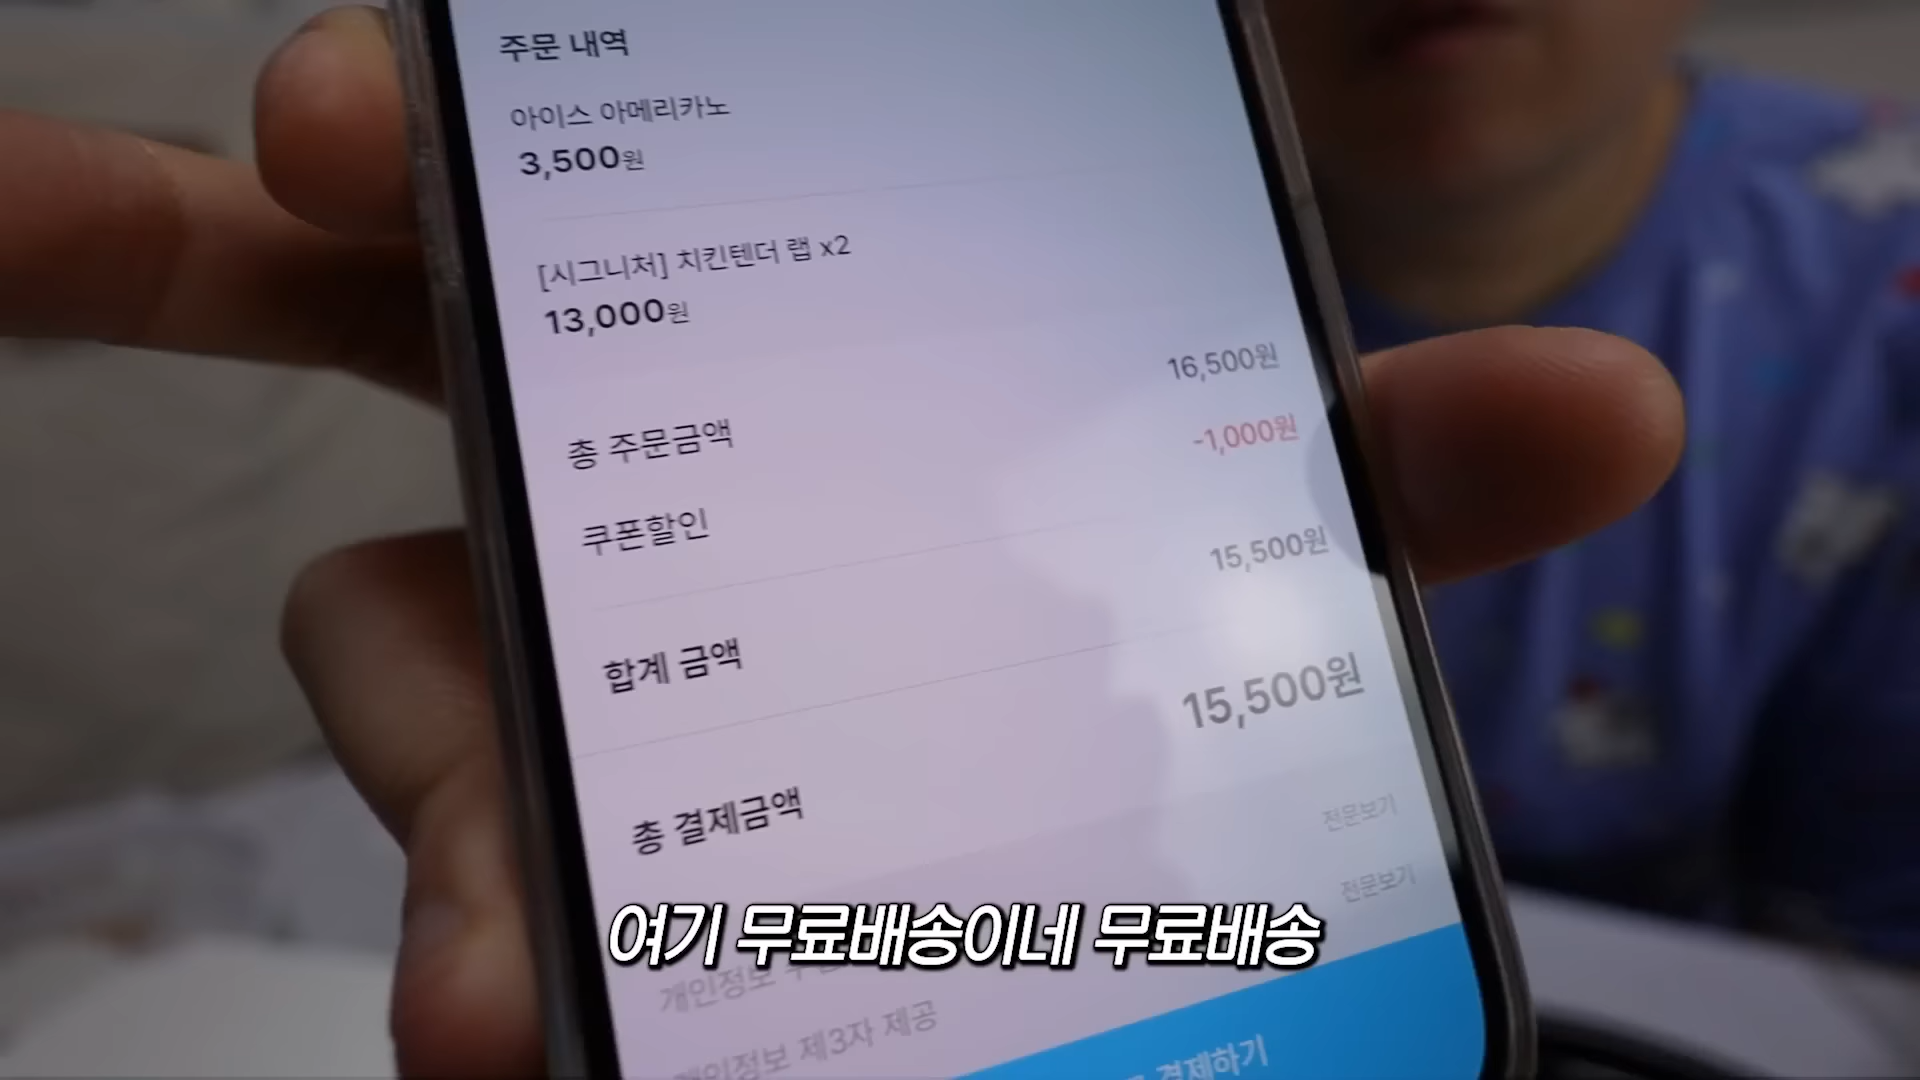 주문 내역
아이스 아메리카노
3,500원
[시그니처] 치킨텐더 랩 x2
13,000원
총 주문금액 16,500원
쿠폰할인 -1,000원
합계 금액 15,500원
총 결제금액 15,500원
전문보기
전문보기
여기 무료배송이네 무료배송
개인정보
개인정보 제3자 제공
결제하기